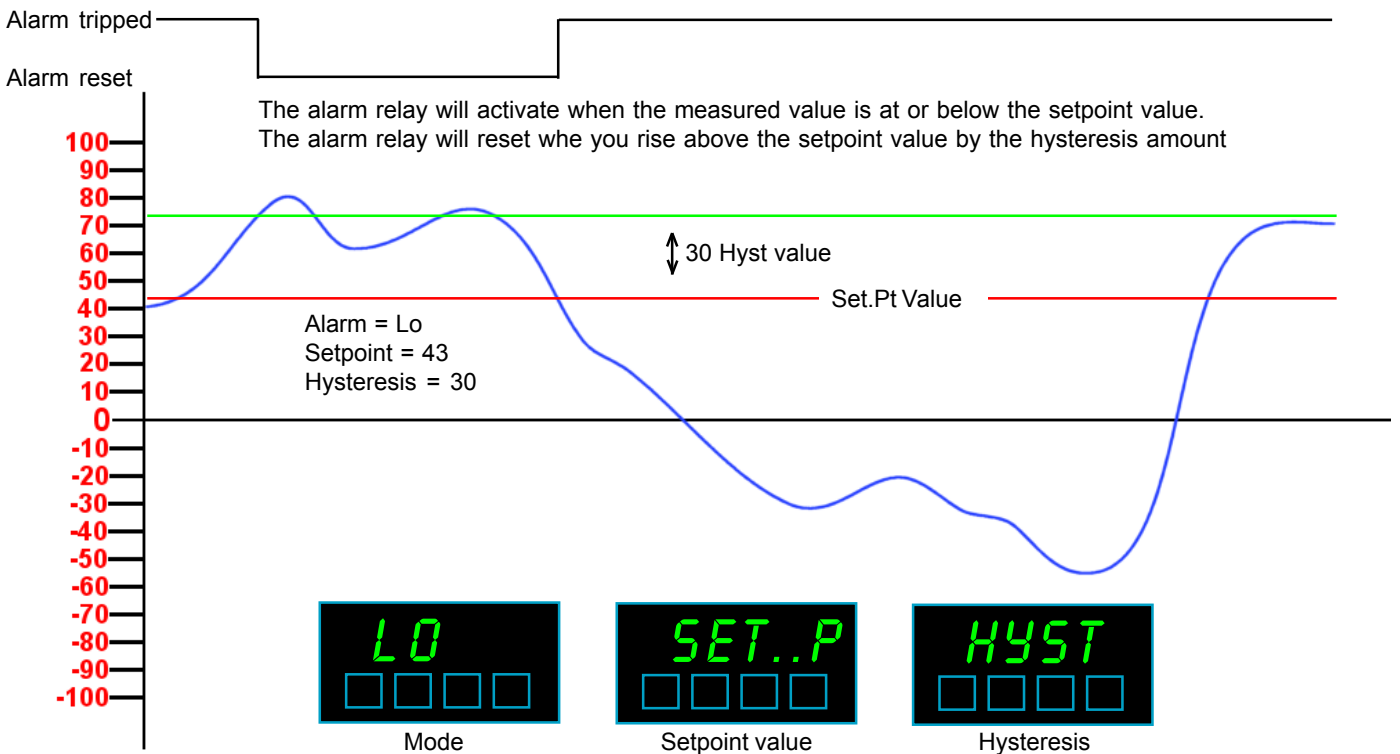 Alarm tripped
Alarm reset
The alarm relay will activate when the measured value is at or below the setpoint value.
The alarm relay will reset whe you rise above the setpoint value by the hysteresis amount
100
90
80
70
60
50
40
30
20
10
0
-10
-20
-30
-40
-50
-60
-70
-80
-90
-100
30 Hyst value
Set.Pt Value
Alarm = Lo
Setpoint = 43
Hysteresis = 30
LO
SET..P
HYST
Mode
Setpoint value
Hysteresis